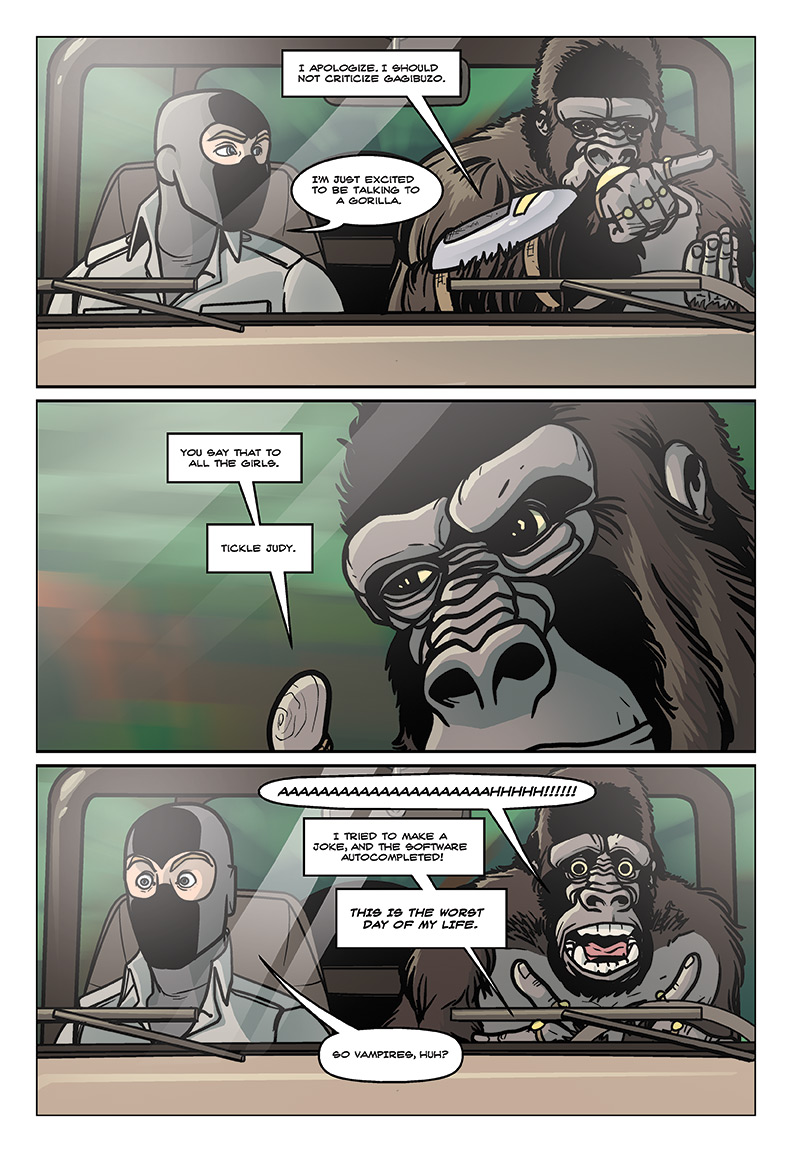 I APOLOGIZE. I SHOULD
NOT CRITICIZE GAGIBUZO.
I'M JUST EXCITED
TO BE TALKING TO
A GORILLA.
YOU SAY THAT TO
ALL THE GIRLS.
TICKLE JUDY.
AAAAAAAAAAAAAAAAAAAAAHHHHH!!!!!!
I TRIED TO MAKE A
JOKE, AND THE SOFTWARE
AUTOCOMPLETED!
THIS IS THE WORST
DAY OF MY LIFE.
SO VAMPIRES, HUH?